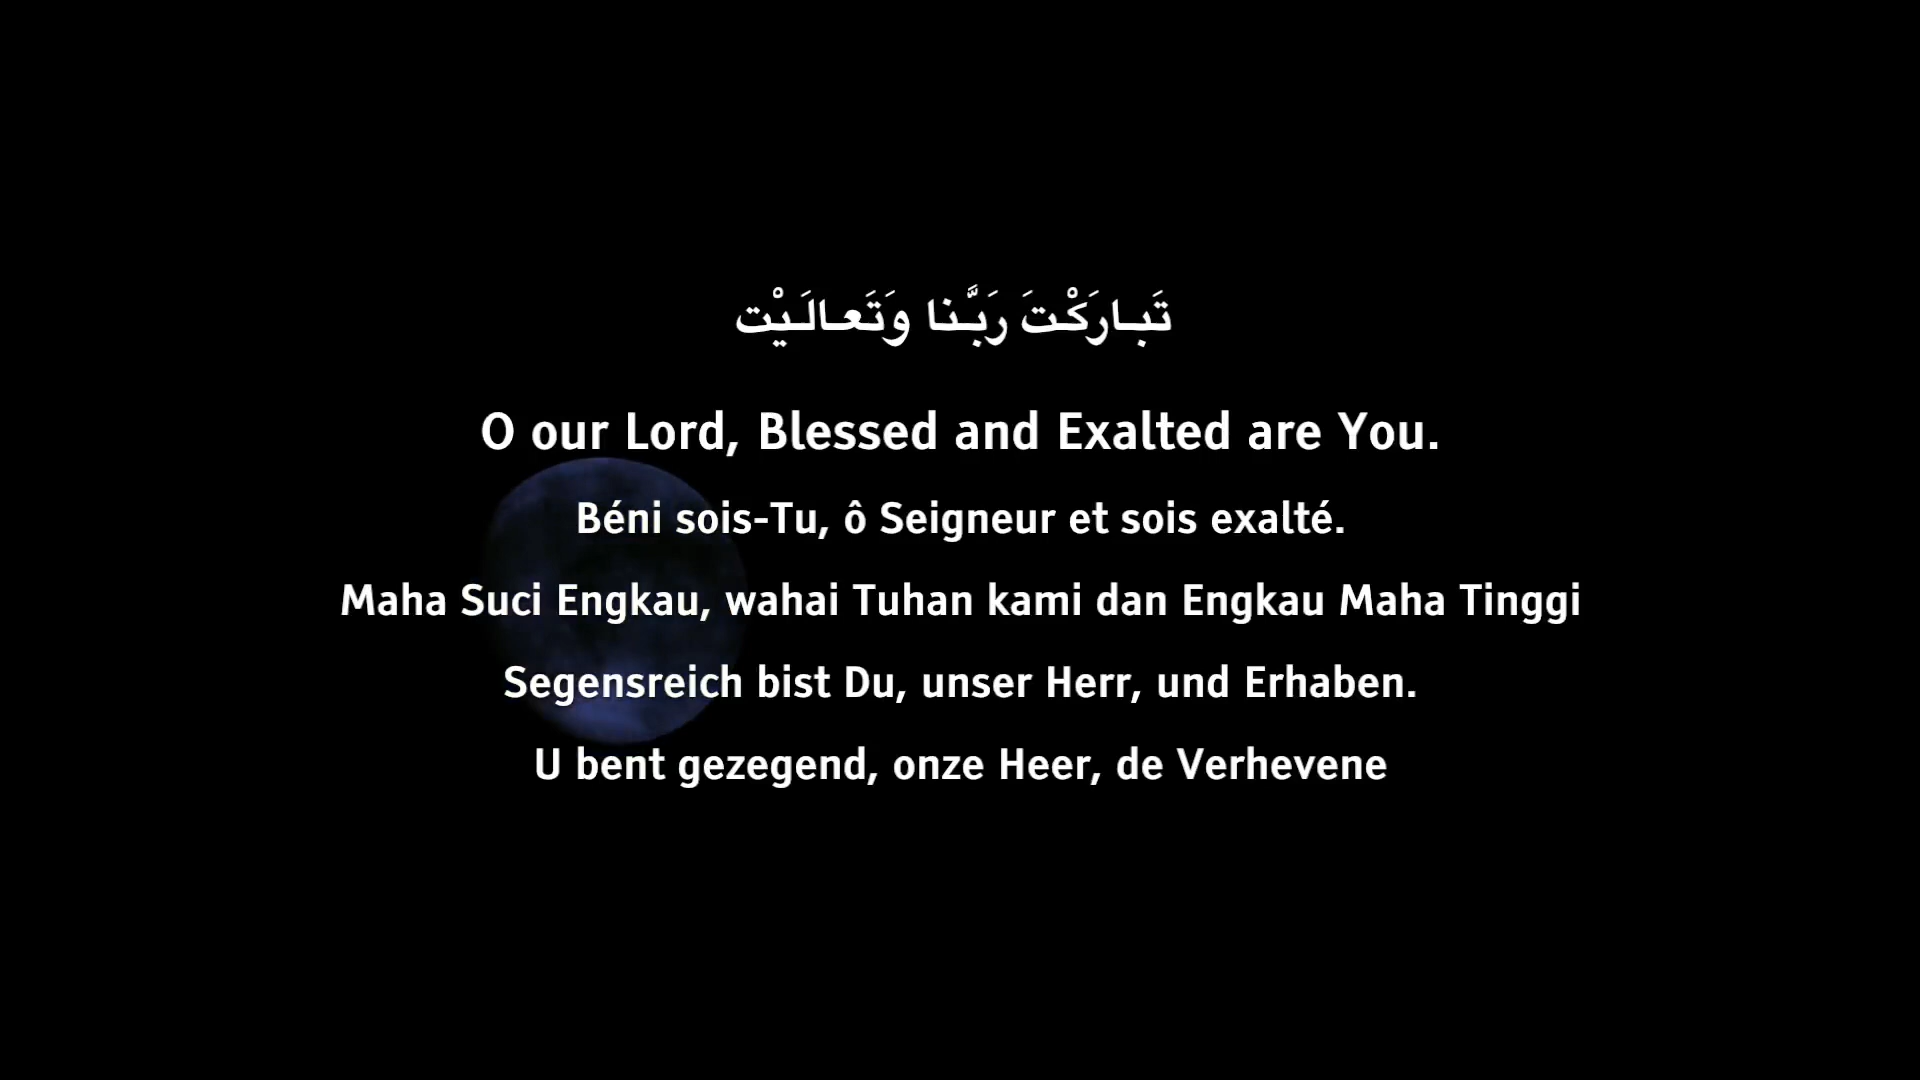 تَبارَكْتَ رَبَّنا وَتَعالَيْت
O our Lord, Blessed and Exalted are You.
Béni sois-Tu, ô Seigneur et sois exalté.
Maha Suci Engkau, wahai Tuhan kami dan Engkau Maha Tinggi
Segensreich bist Du, unser Herr, und Erhaben.
U bent gezegend, onze Heer, de Verhevene